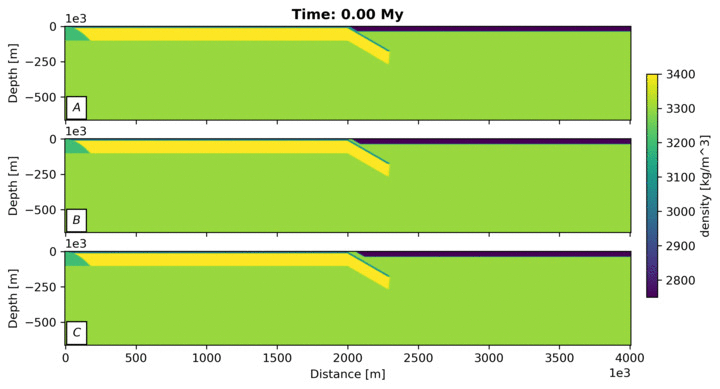 Time: 0.00 My
1e3
0
−250
−500
Depth [m]
A
1e3
0
−250
−500
Depth [m]
B
1e3
0
−250
−500
Depth [m]
C
0 500 1000 1500 2000 2500 3000 3500 4000
1e3
Distance [m]
3400
3300
3200
3100
3000
2900
2800
density [kg/m^3]